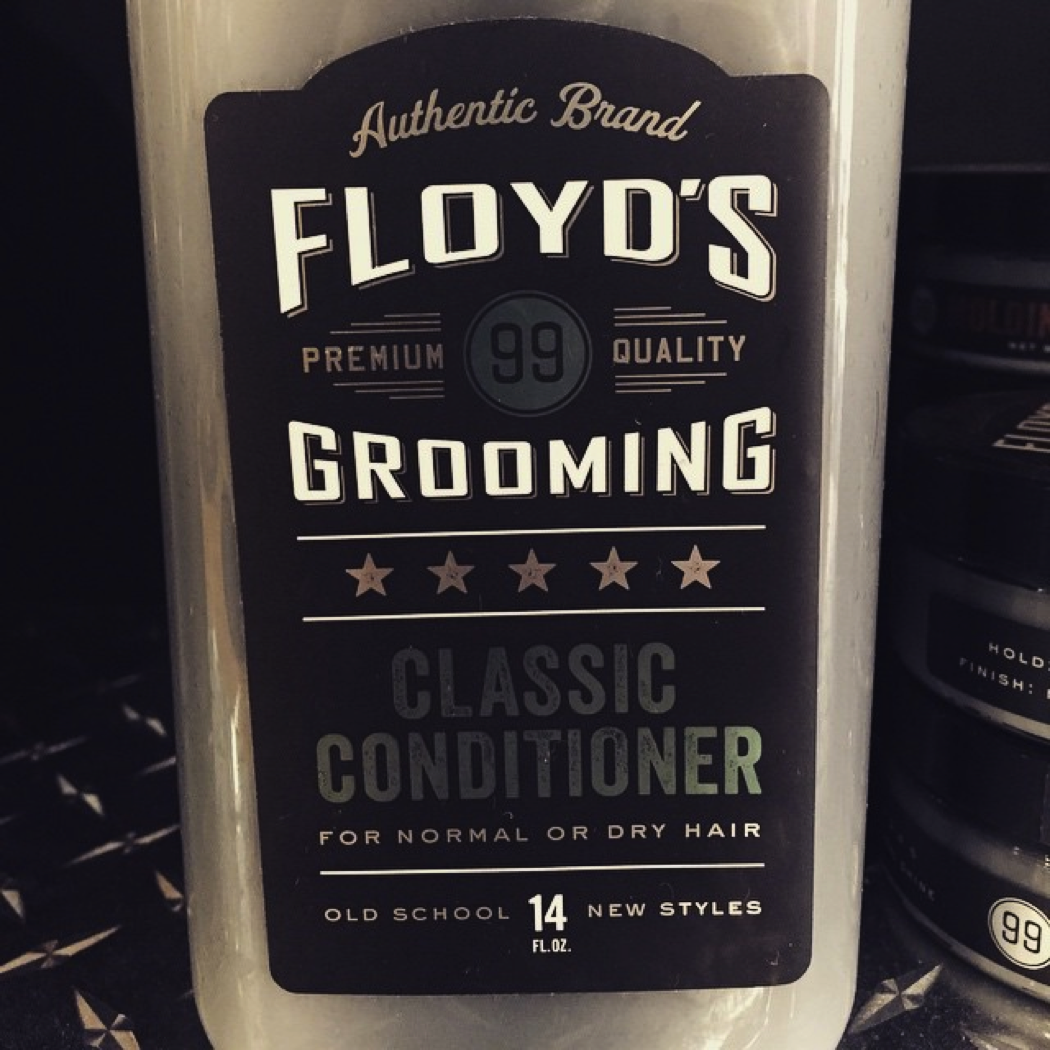 Authentic Brand
FLOYD'S
PREMIUM 99 QUALITY
GROOMING
CLASSIC
CONDITIONER
FOR NORMAL OR DRY HAIR
OLD SCHOOL 14 NEW STYLES
FL.OZ.
HOLD:
FINISH:
99